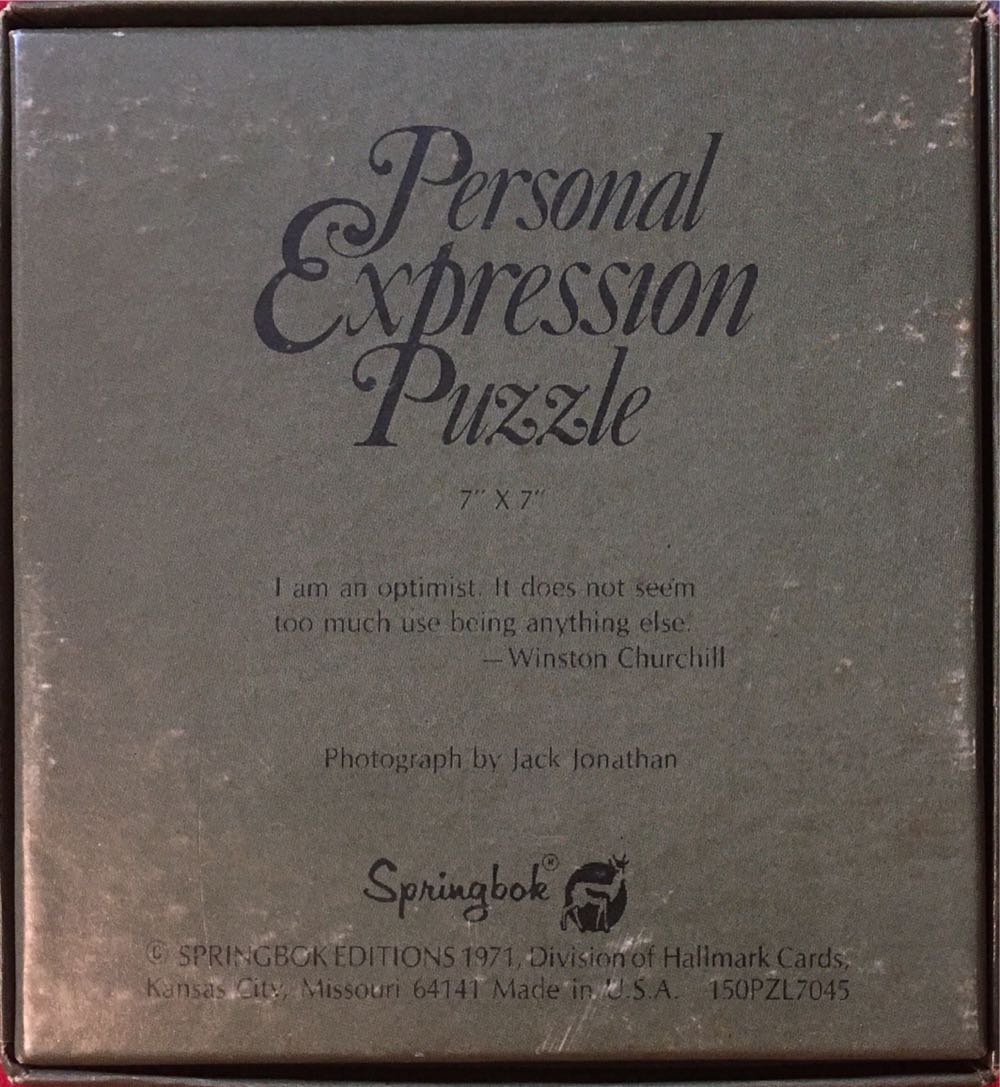 Personal
Expression
Puzzle
7" X 7"
I am an optimist. It does not seem
too much use being anything else.
—Winston Churchill
Photograph by Jack Jonathan
Springbok®
© SPRINGBOK EDITIONS 1971, Division of Hallmark Cards,
Kansas City, Missouri 64141 Made in U.S.A. 150PZL7045